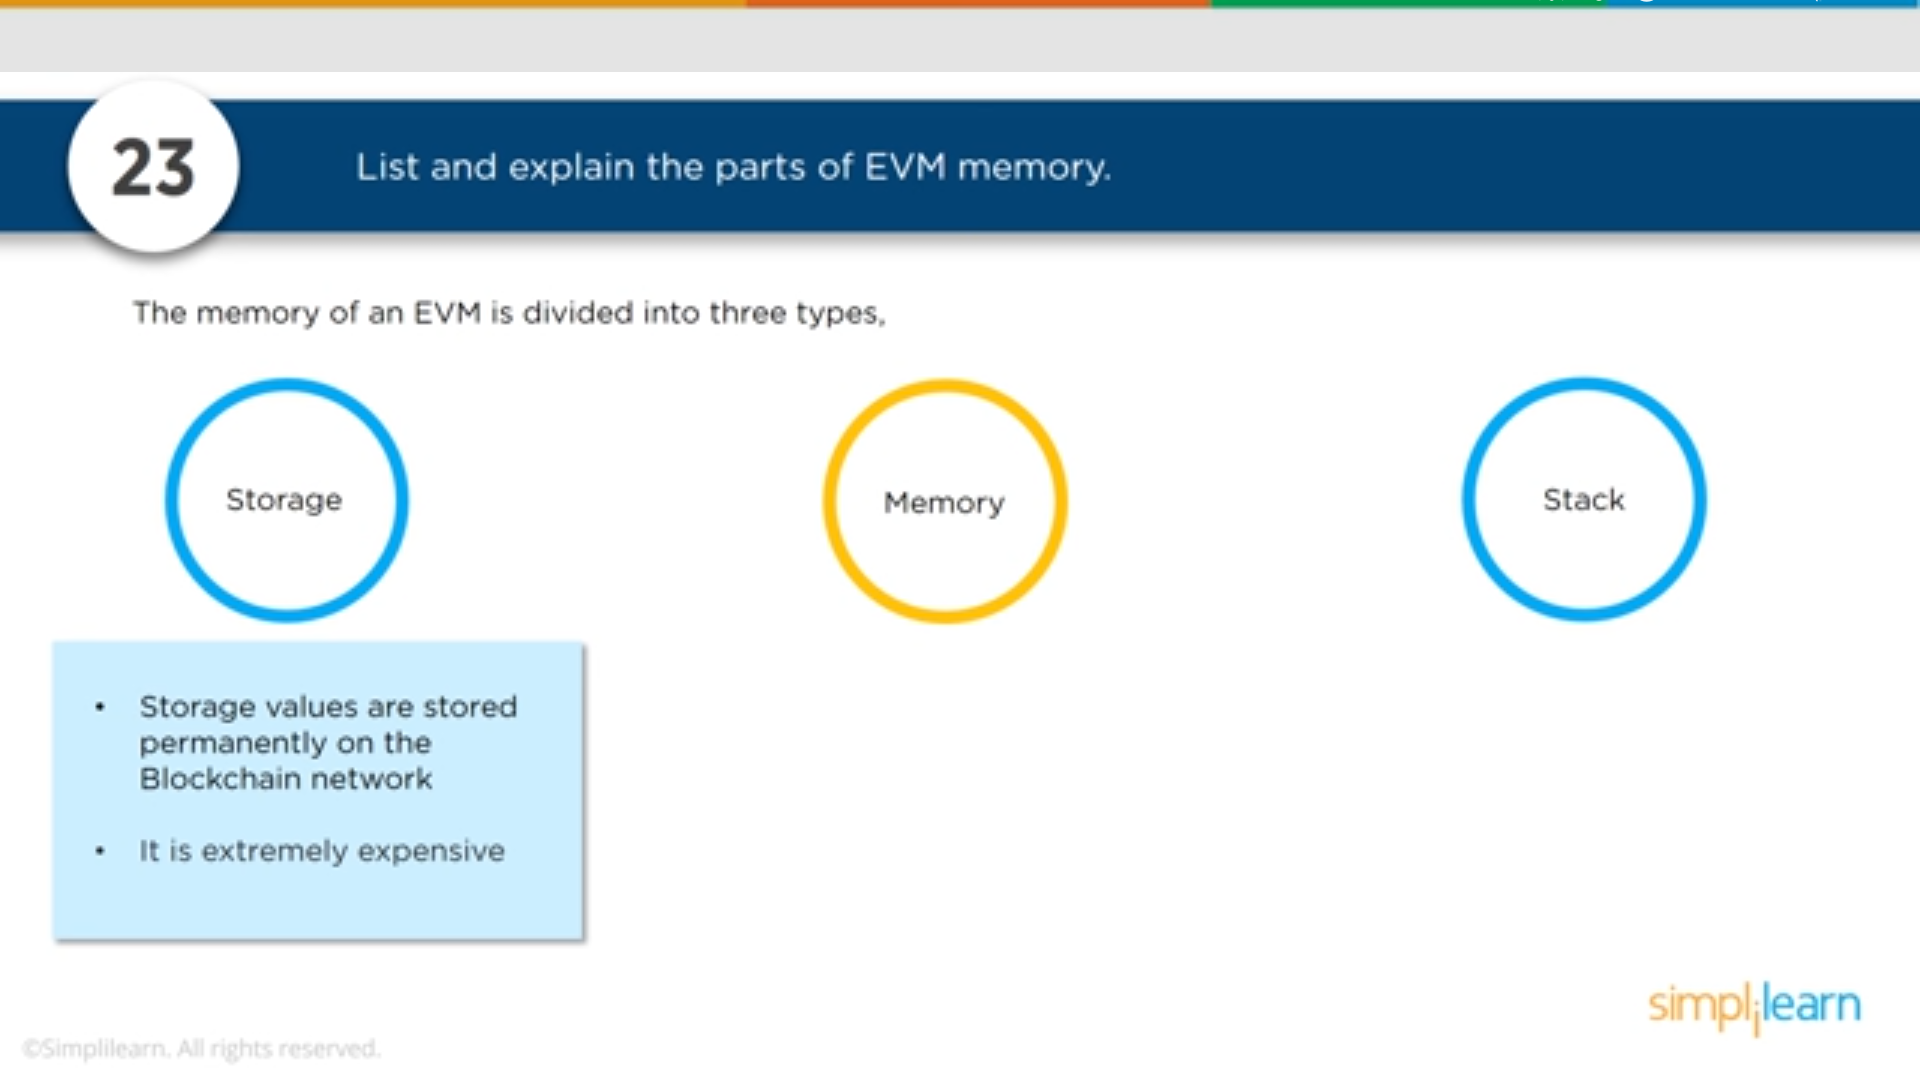 23
List and explain the parts of EVM memory.
The memory of an EVM is divided into three types,
Storage
Memory
Stack
• Storage values are stored
permanently on the
Blockchain network
• It is extremely expensive
simplilearn
©Simplilearn. All rights reserved.